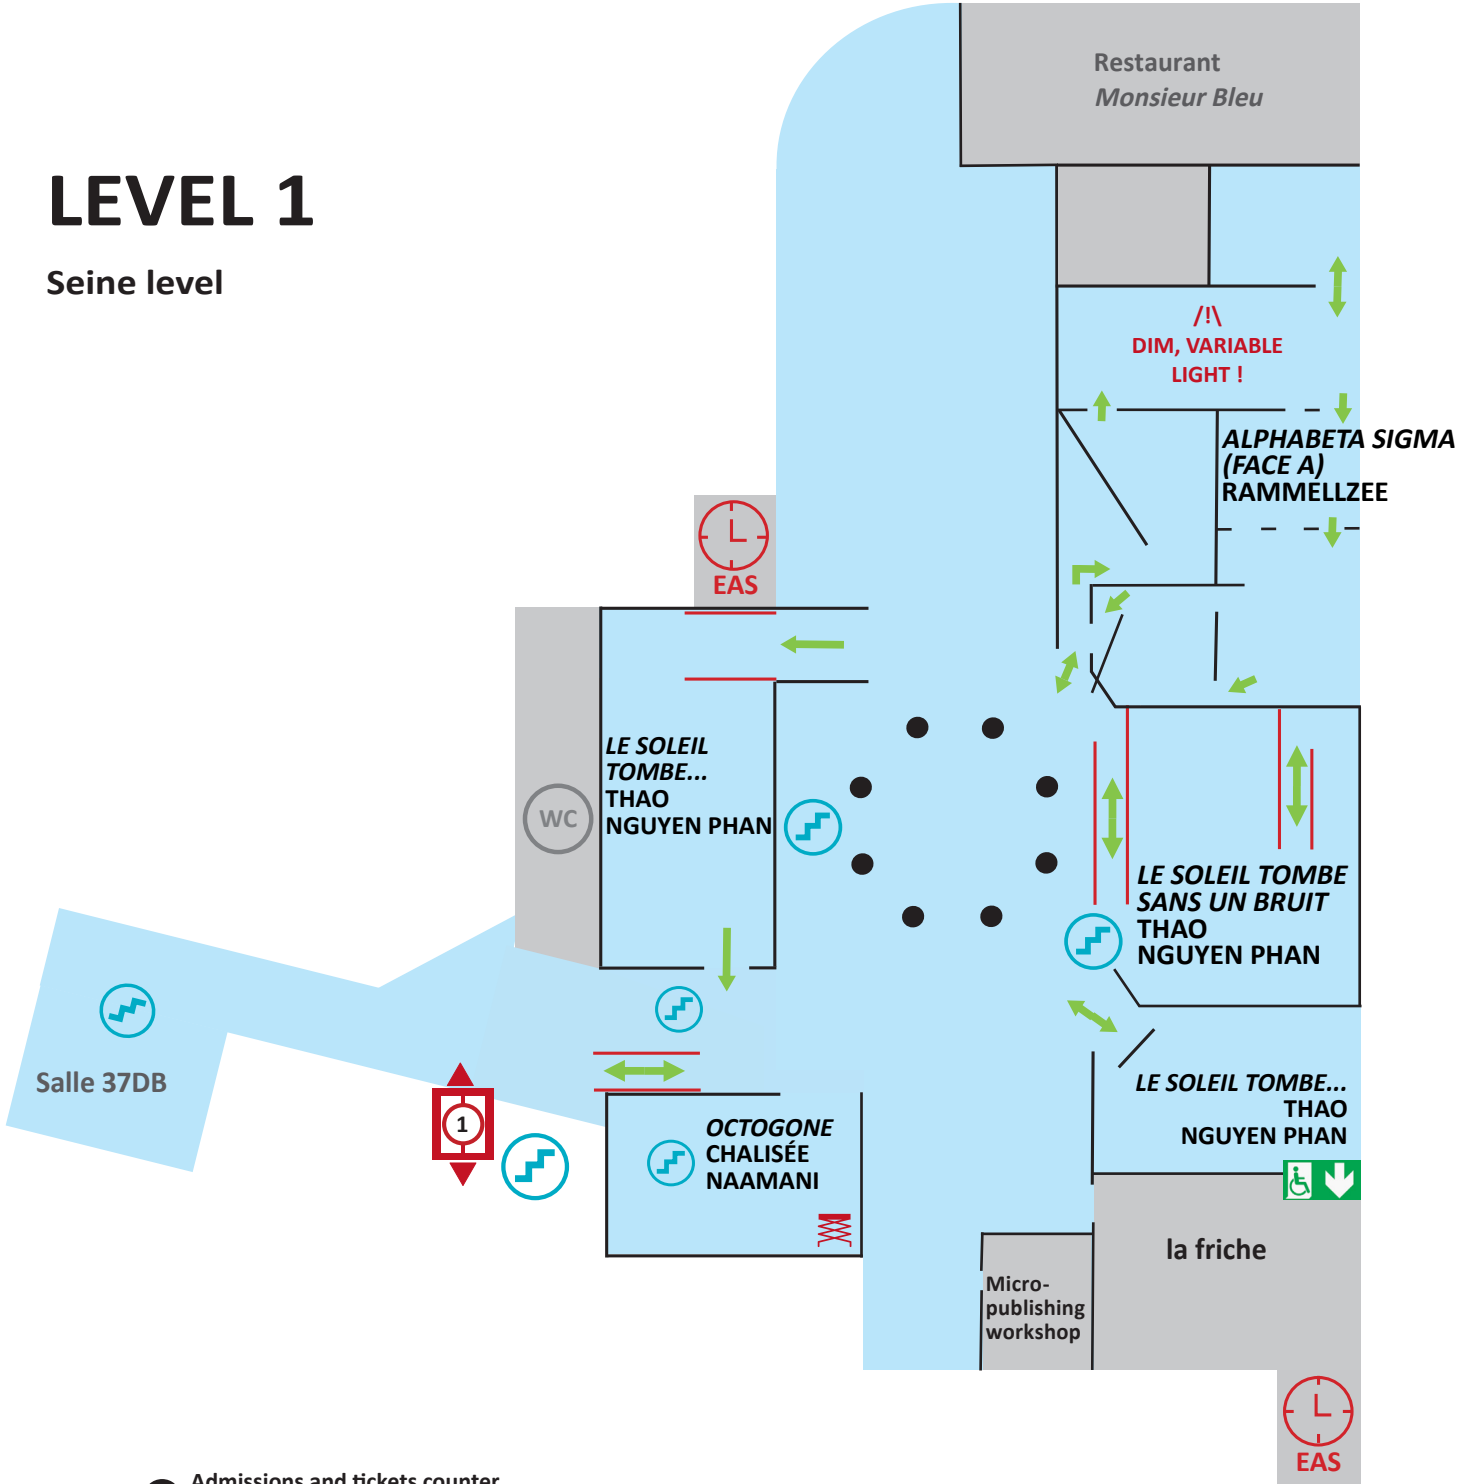 Restaurant
Monsieur Bleu
LEVEL 1
Seine level
/!\
DIM, VARIABLE
LIGHT !
ALPHABETA SIGMA
(FACE A)
RAMMELLZEE
EAS
LE SOLEIL
TOMBE...
THAO
NGUYEN PHAN
WC
LE SOLEIL TOMBE
SANS UN BRUIT
THAO
NGUYEN PHAN
Salle 37DB
1
OCTOGONE
CHALISÉE
NAAMANI
LE SOLEIL TOMBE...
THAO
NGUYEN PHAN
la friche
Micro-
publishing
workshop
EAS
Admissions and tickets counter